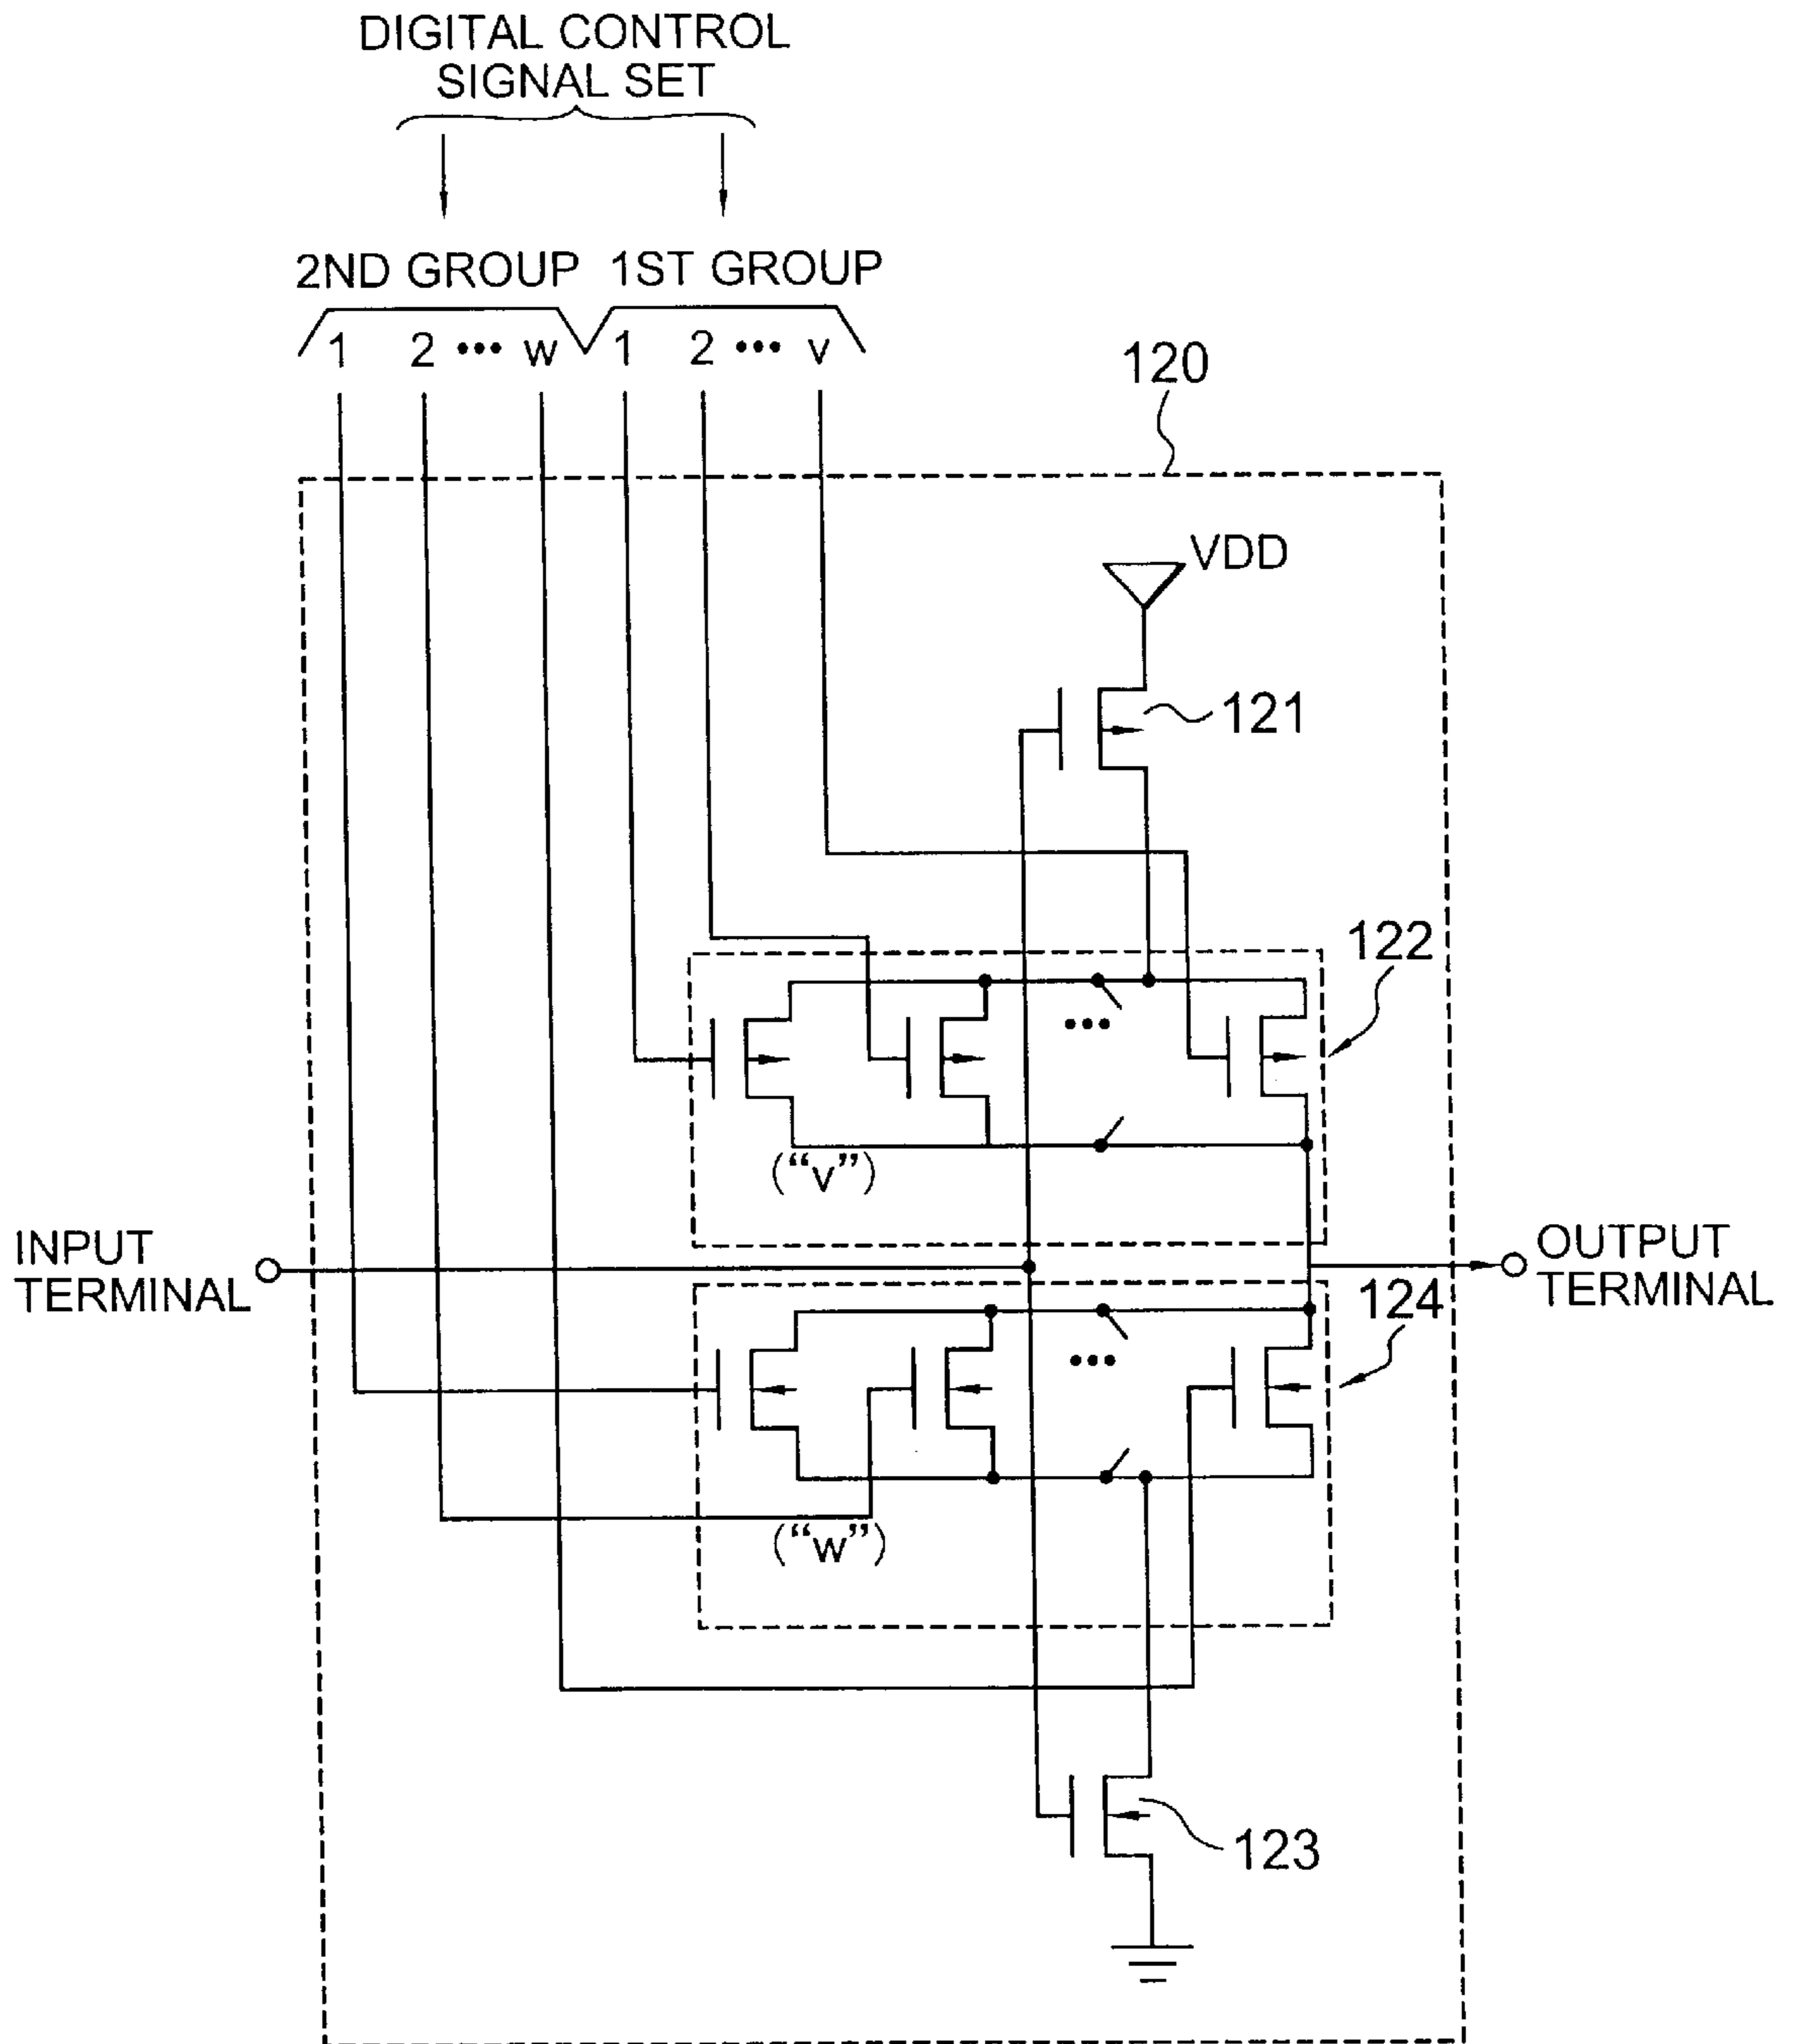 DIGITAL CONTROL
SIGNAL SET
2ND GROUP 1ST GROUP
1 2 ••• w 1 2 ••• v
120
VDD
121
122
•••
("v")
INPUT
TERMINAL
OUTPUT
TERMINAL
124
•••
("w")
123